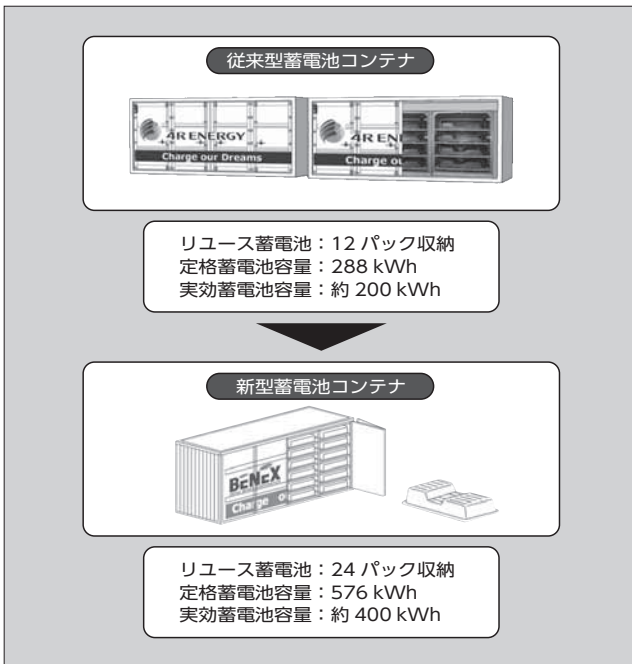 従来型蓄電池コンテナ
4R ENERGY
Charge our Dreams
4R EN
Charge ou
リユース蓄電池：12 パック収納
定格蓄電池容量：288 kWh
実効蓄電池容量：約 200 kWh
新型蓄電池コンテナ
BENEX
Charge o
リユース蓄電池：24 パック収納
定格蓄電池容量：576 kWh
実効蓄電池容量：約 400 kWh